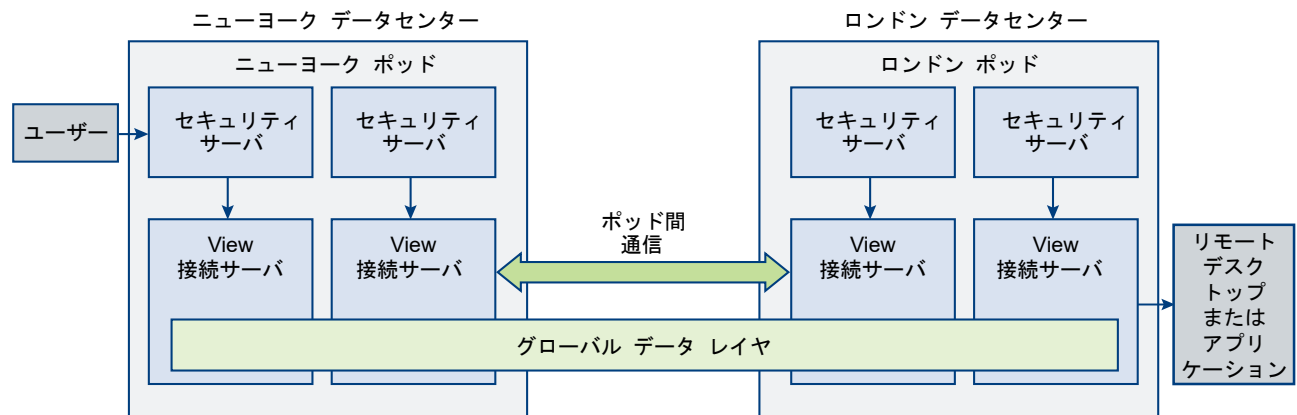 ニューヨーク データセンター
ロンドン データセンター
ニューヨーク ポッド
ロンドン ポッド
ユーザー
セキュリティ
サーバ
セキュリティ
サーバ
セキュリティ
サーバ
セキュリティ
サーバ
View
接続サーバ
View
接続サーバ
ポッド間
通信
View
接続サーバ
View
接続サーバ
リモート
デスク
トップ
または
アプリ
ケーション
グローバル データ レイヤ